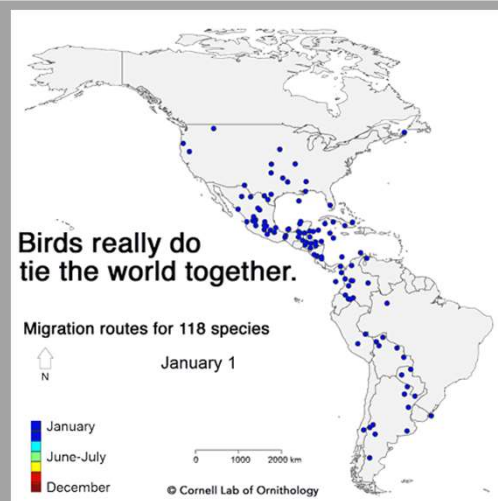 Birds really do
tie the world together.
Migration routes for 118 species
January 1
N
January
June-July
December
0 1000 2000 km
© Cornell Lab of Ornithology